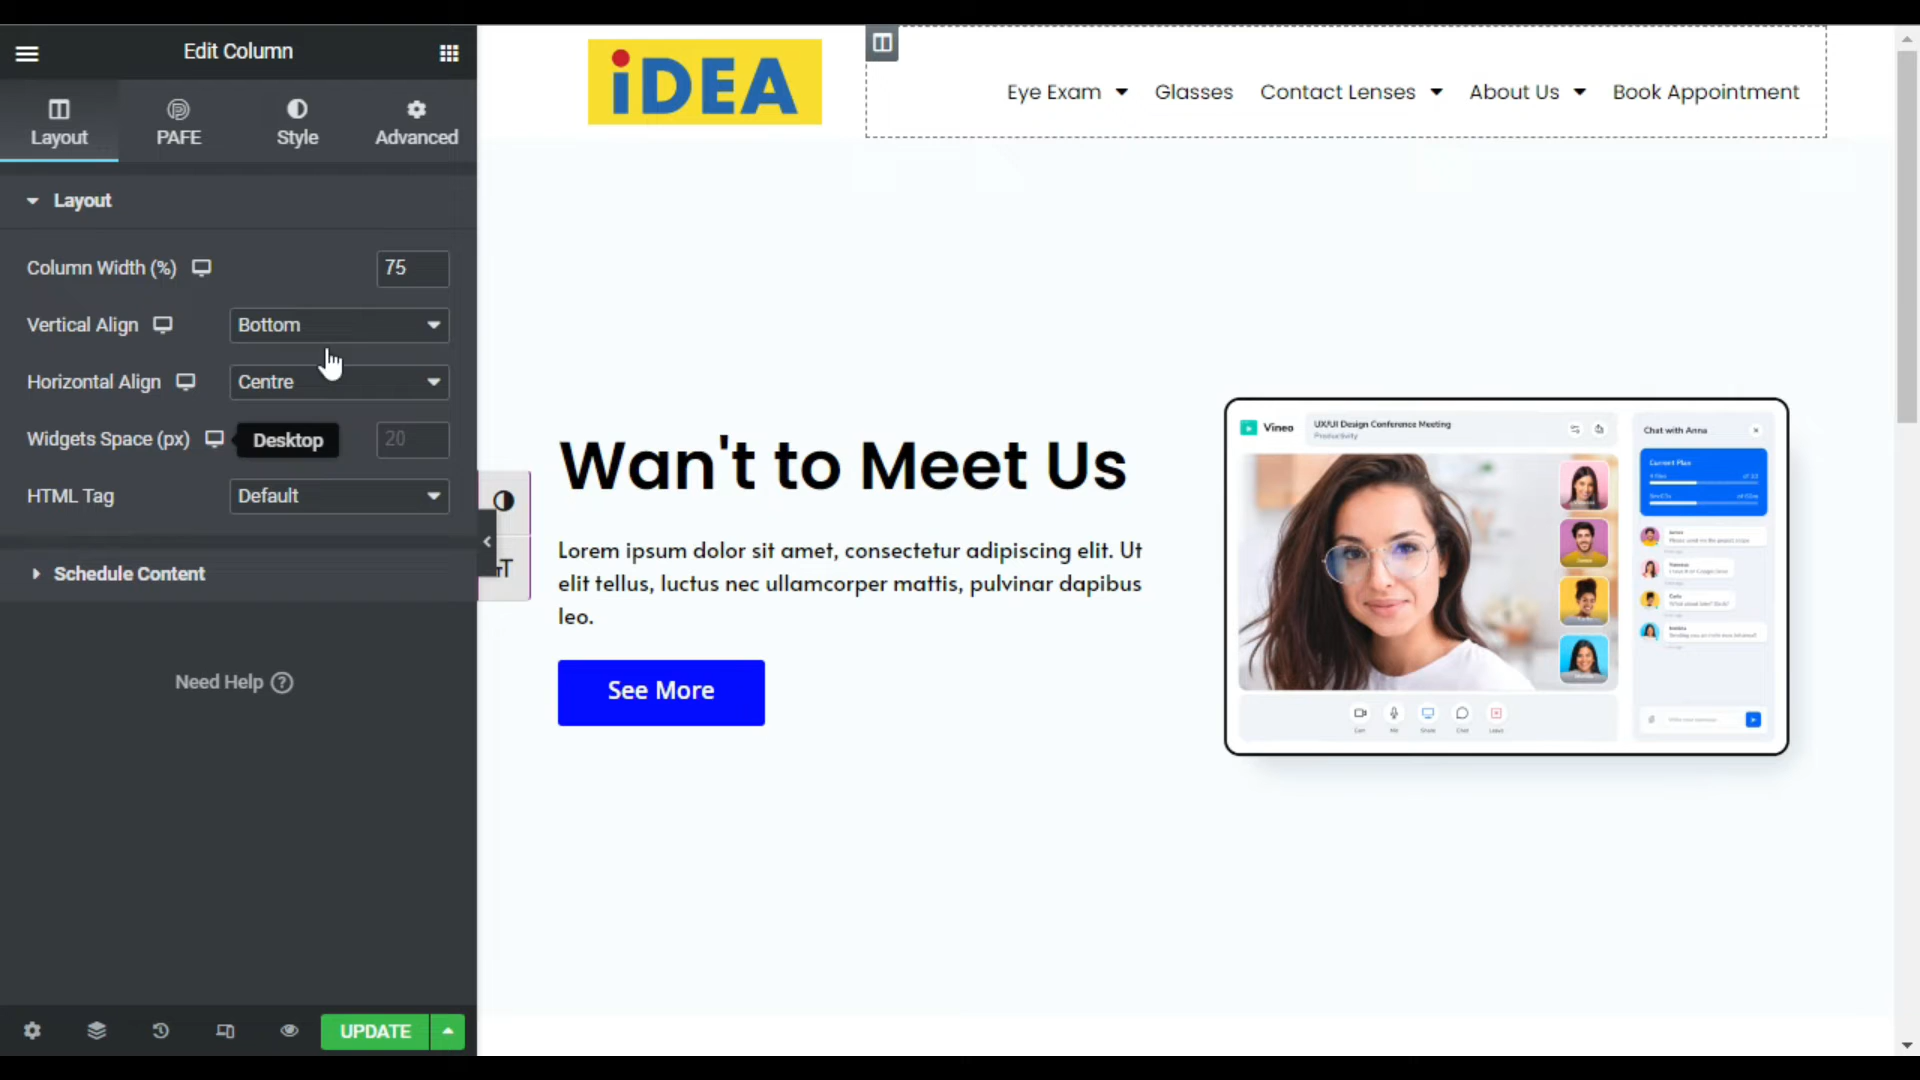 Edit Column
Layout
PAFE
Style
Advanced
Layout
Column Width (%)
75
Vertical Align
Bottom
Horizontal Align
Centre
Widgets Space (px)
Desktop
20
HTML Tag
Default
Schedule Content
Need Help
UPDATE
iDEA
Eye Exam
Glasses
Contact Lenses
About Us
Book Appointment
Wan't to Meet Us
Lorem ipsum dolor sit amet, consectetur adipiscing elit. Ut
elit tellus, luctus nec ullamcorper mattis, pulvinar dapibus
leo.
See More
Vineo
UX/UI Design Conference Meeting
Productivity
Chat with Anna
Current Plan